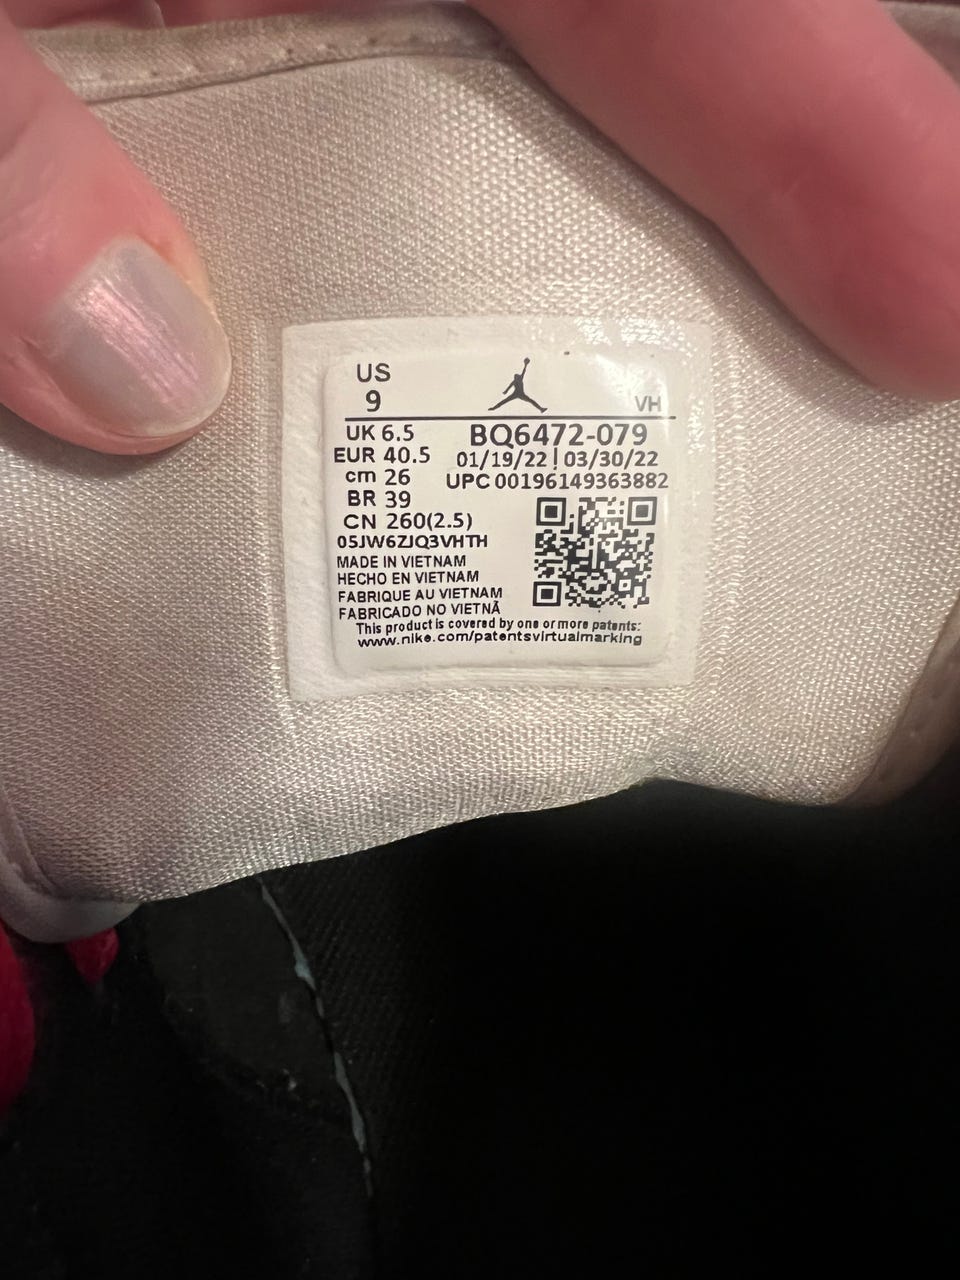 US
9
VH
UK 6.5
EUR 40.5
cm 26
BR 39
CN 260(2.5)
05JW6ZJQ3VHTH
BQ6472-079
01/19/22 | 03/30/22
UPC 00196149363882
MADE IN VIETNAM
HECHO EN VIETNAM
FABRIQUE AU VIETNAM
FABRICADO NO VIETNÃ
This product is covered by one or more patents:
www.nike.com/patentsvirtualmarking